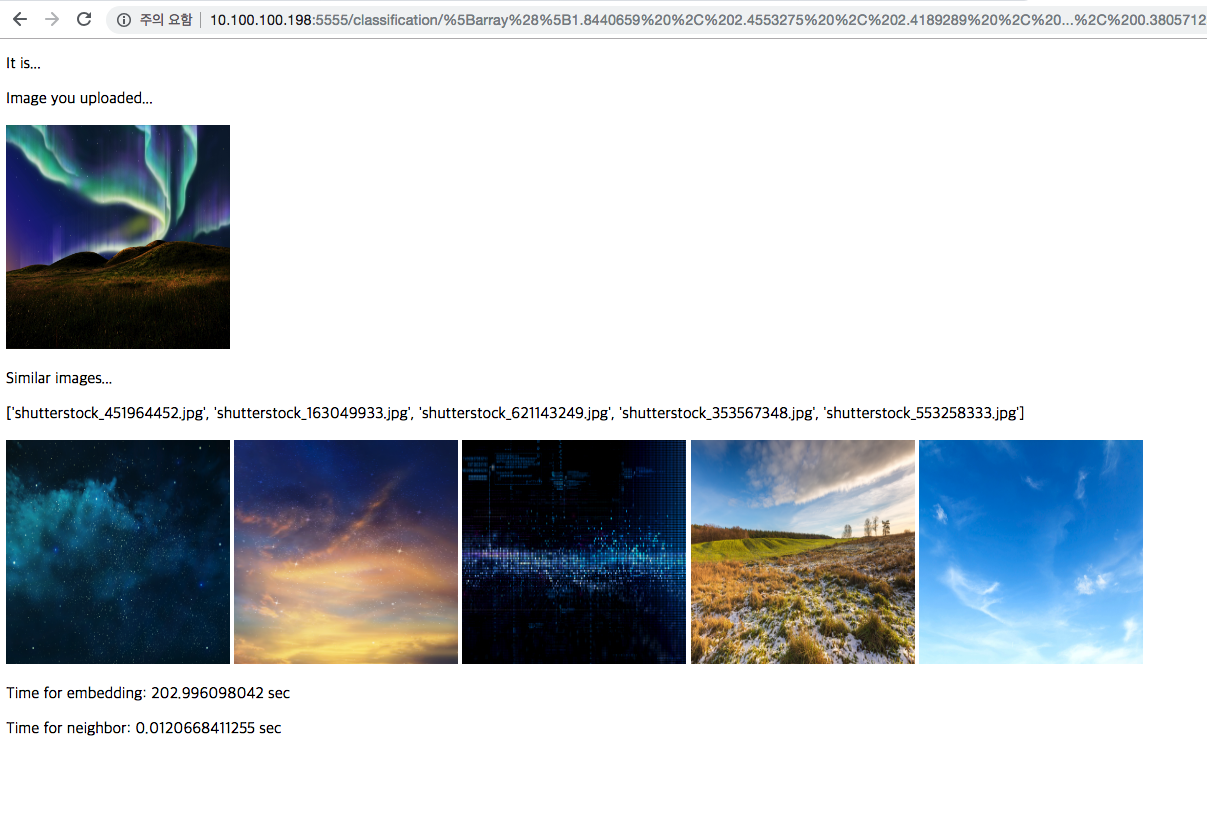 주의 요함 10.100.100.198:5555/classification/%5Barray%28%5B1.8440659%20%2C%202.4553275%20%2C%202.4189289%20%2C%20...%2C%200.3805712
It is...
Image you uploaded...
Similar images...
['shutterstock_451964452.jpg', 'shutterstock_163049933.jpg', 'shutterstock_621143249.jpg', 'shutterstock_353567348.jpg', 'shutterstock_553258333.jpg']
Time for embedding: 202.996098042 sec
Time for neighbor: 0.0120668411255 sec